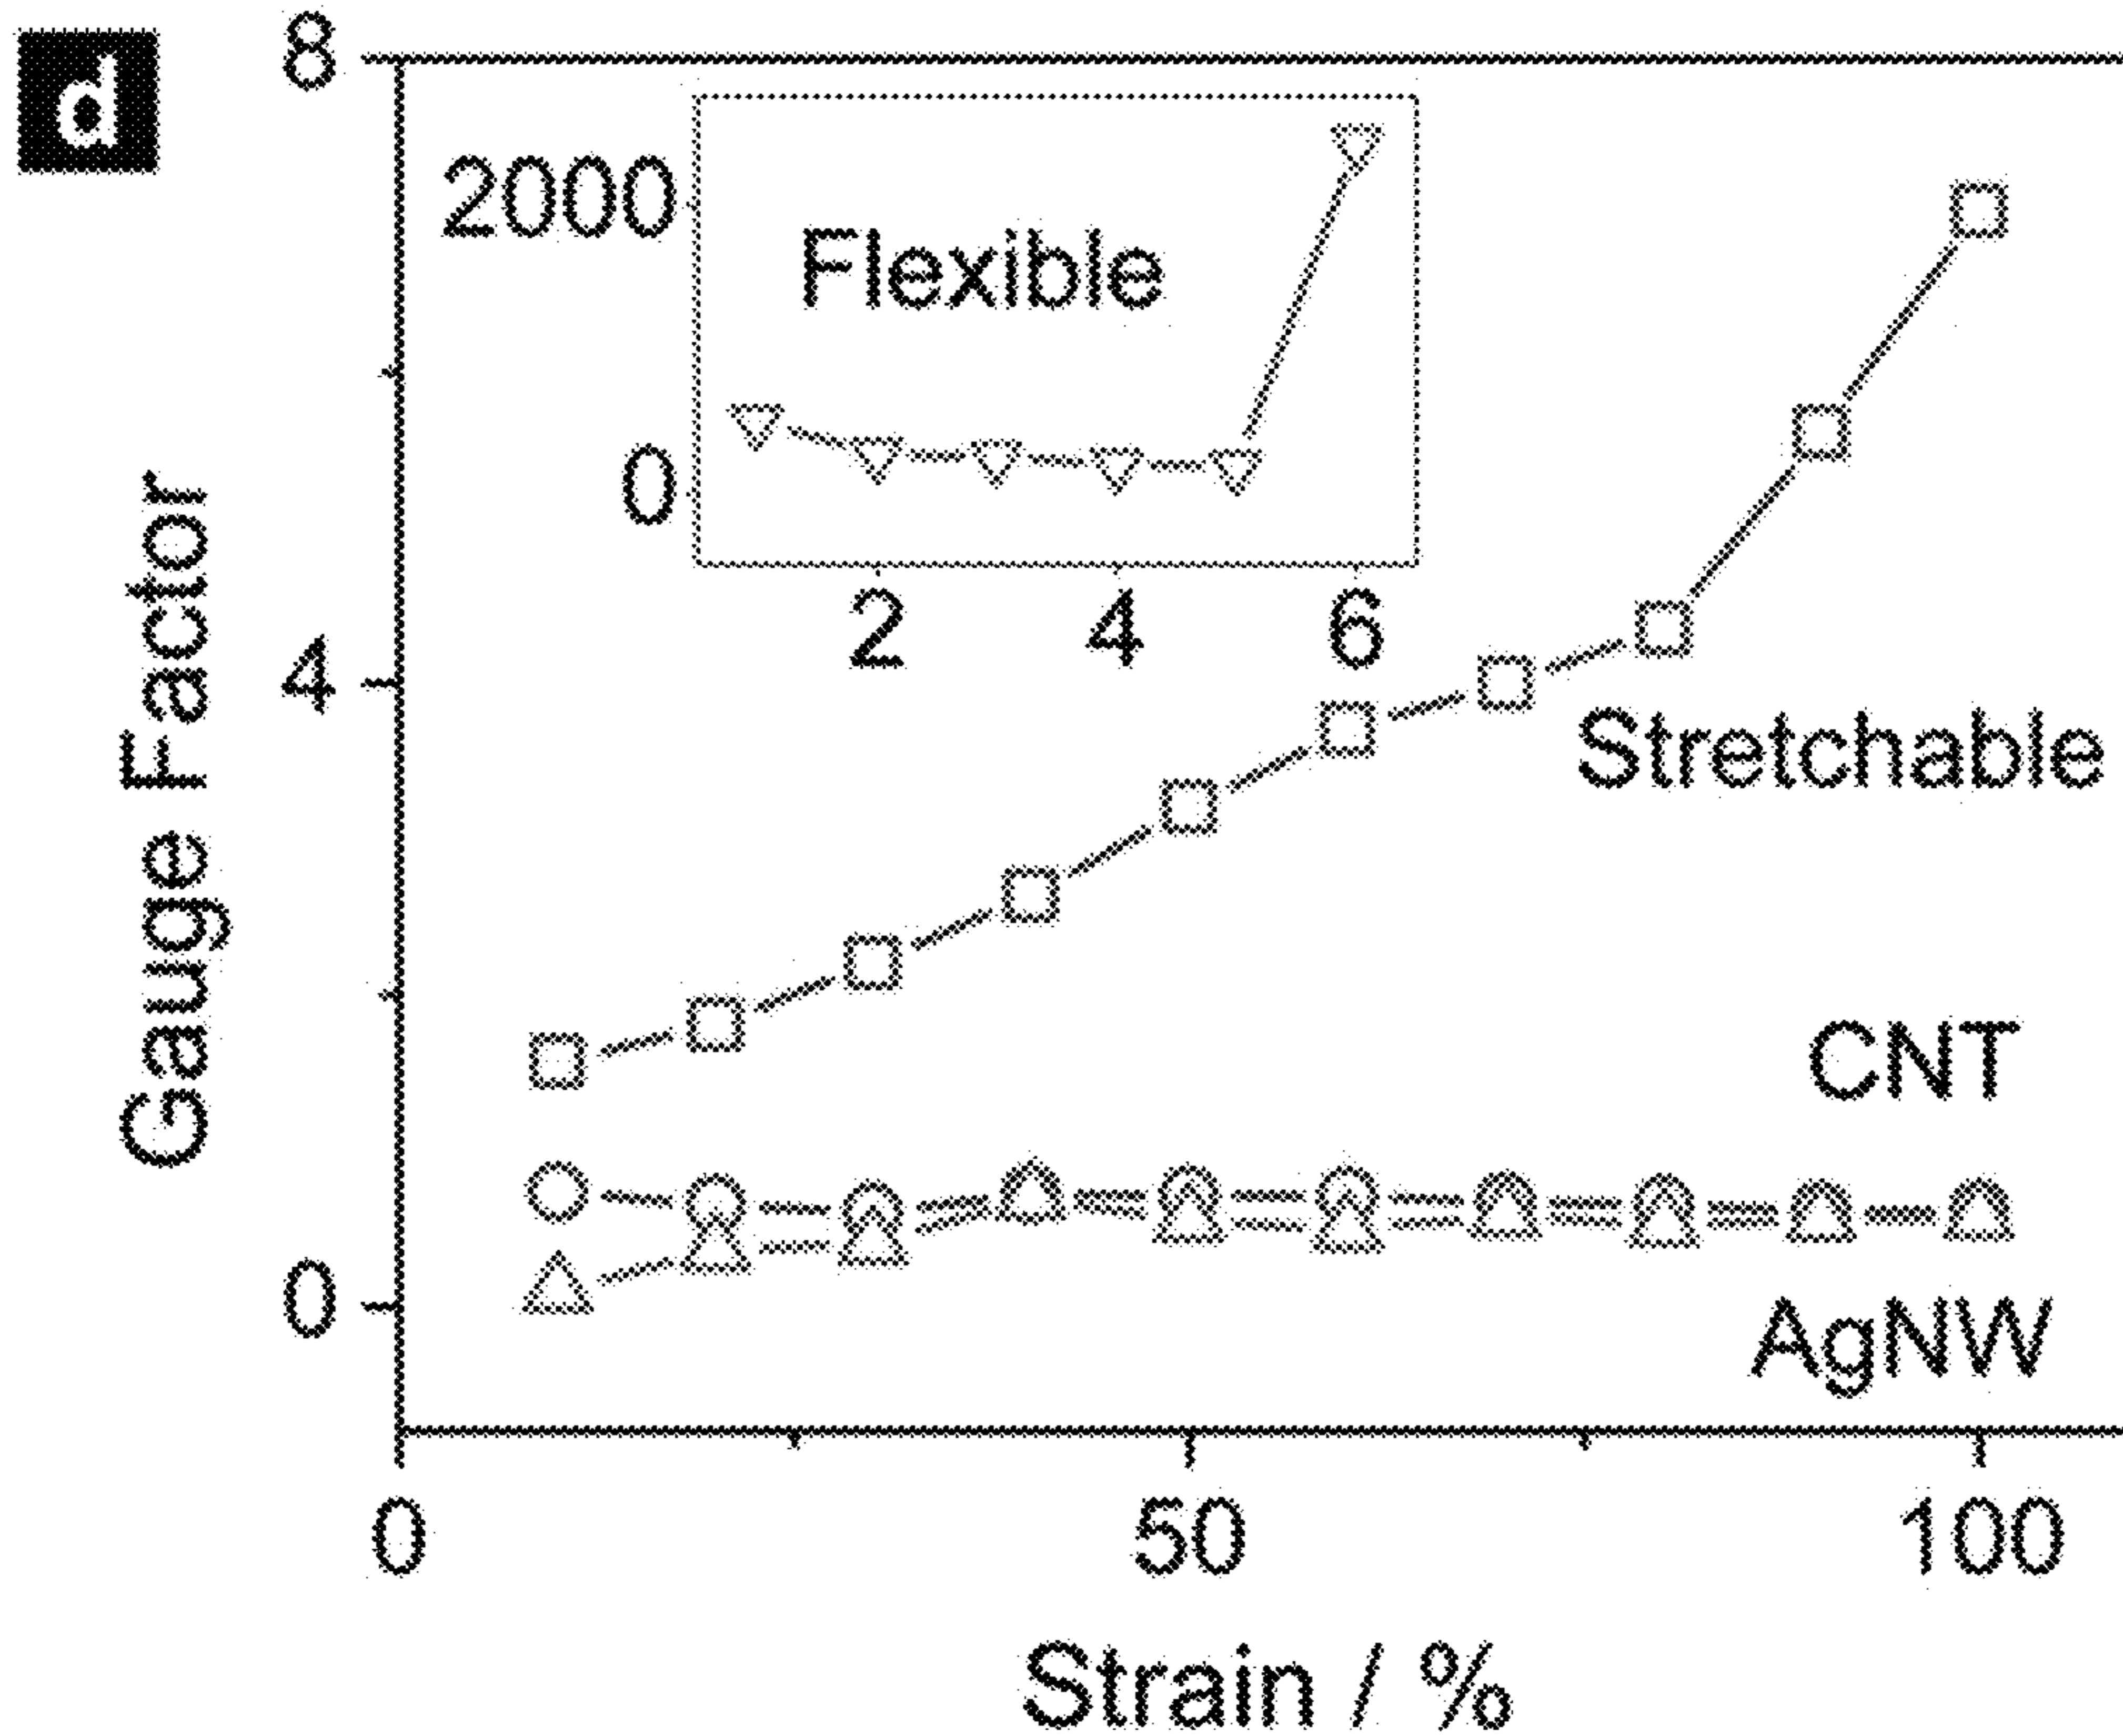 d
8
2000
Flexible
0
2 4 6
4
Stretchable
Gauge Factor
CNT
0
AgNW
0 50 100
Strain / %